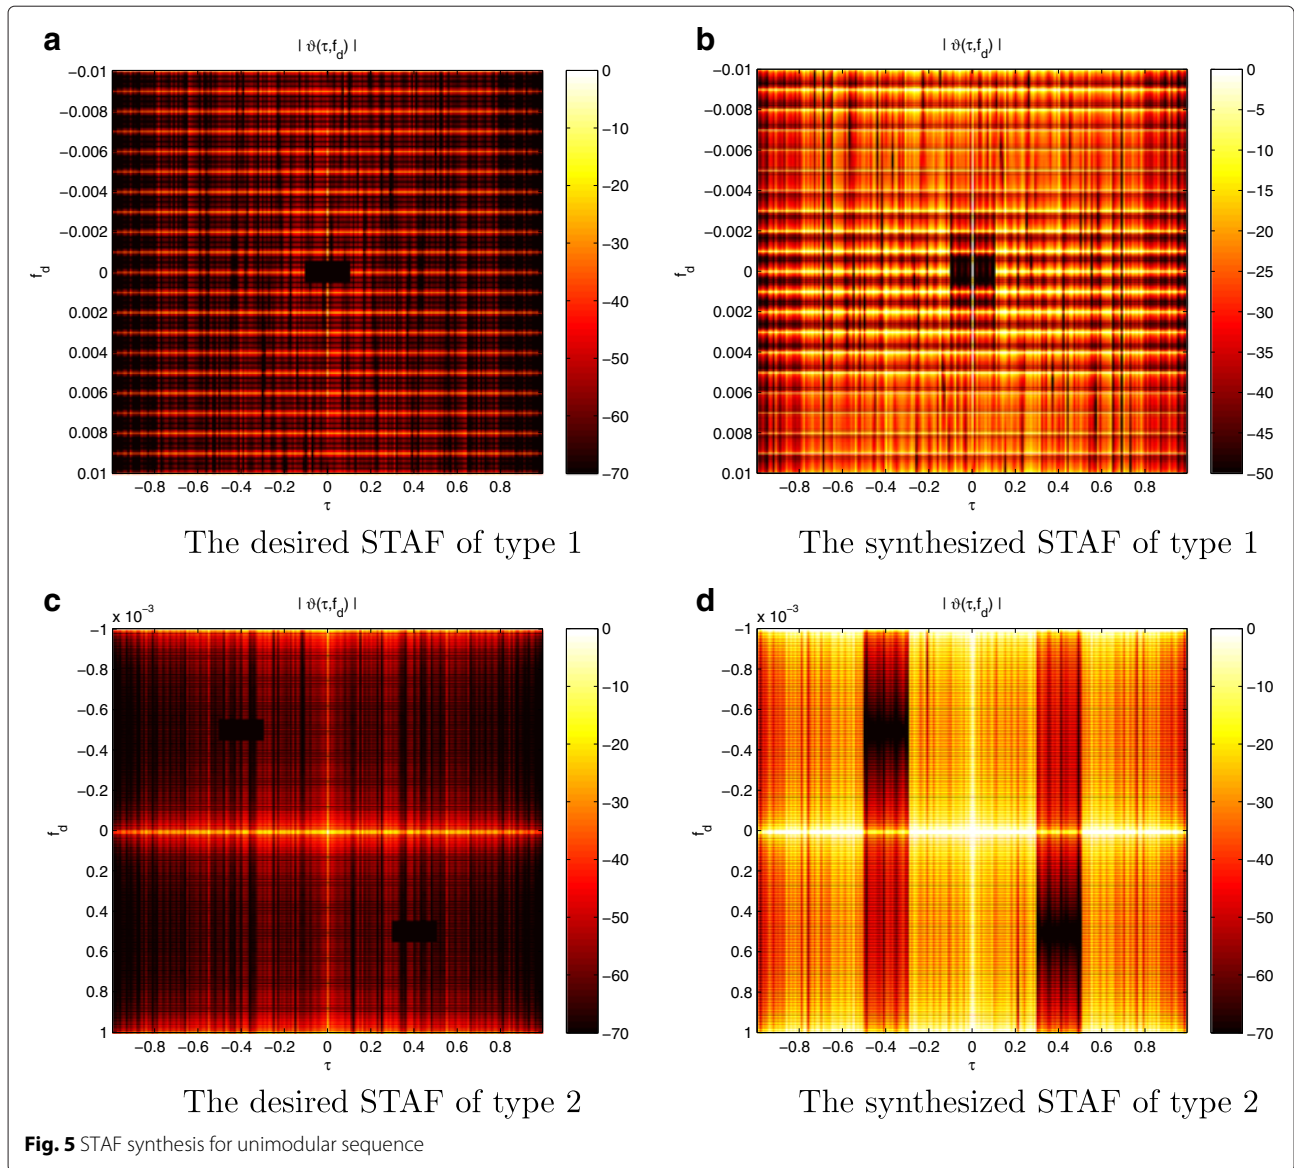 a
| ϑ(τ,f_d) |
−0.01
−0.008
−0.006
−0.004
−0.002
0
0.002
0.004
0.006
0.008
0.01
f_d
−0.8 −0.6 −0.4 −0.2 0 0.2 0.4 0.6 0.8
τ
0
−10
−20
−30
−40
−50
−60
−70
The desired STAF of type 1
b
| ϑ(τ,f_d) |
−0.01
−0.008
−0.006
−0.004
−0.002
0
0.002
0.004
0.006
0.008
0.01
f_d
−0.8 −0.6 −0.4 −0.2 0 0.2 0.4 0.6 0.8
τ
0
−5
−10
−15
−20
−25
−30
−35
−40
−45
−50
The synthesized STAF of type 1
c
x 10⁻³
| ϑ(τ,f_d) |
−1
−0.8
−0.6
−0.4
−0.2
0
0.2
0.4
0.6
0.8
1
f_d
−0.8 −0.6 −0.4 −0.2 0 0.2 0.4 0.6 0.8
τ
0
−10
−20
−30
−40
−50
−60
−70
The desired STAF of type 2
d
x 10⁻³
| ϑ(τ,f_d) |
−1
−0.8
−0.6
−0.4
−0.2
0
0.2
0.4
0.6
0.8
1
f_d
−0.8 −0.6 −0.4 −0.2 0 0.2 0.4 0.6 0.8
τ
0
−10
−20
−30
−40
−50
−60
−70
The synthesized STAF of type 2
Fig. 5 STAF synthesis for unimodular sequence